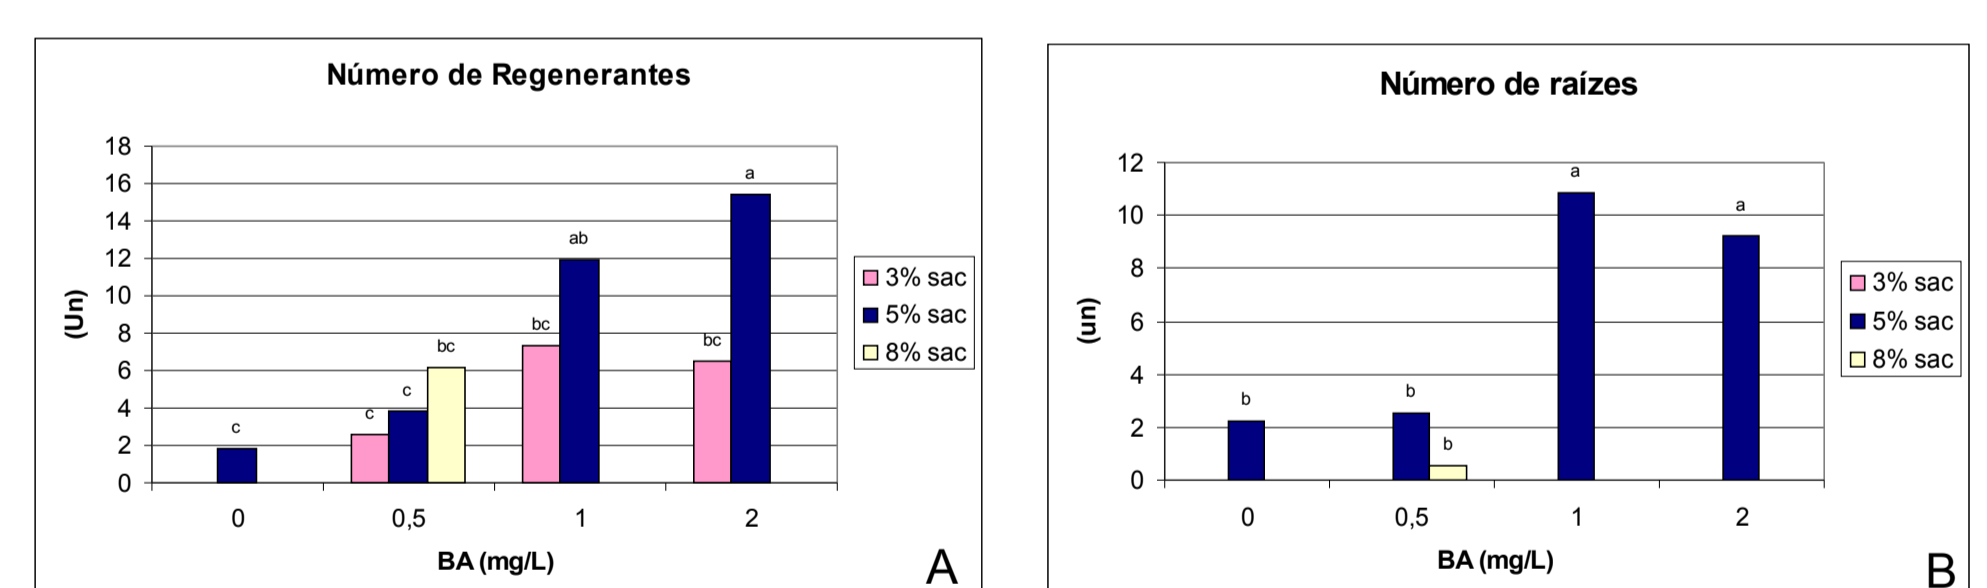 Número de Regenerantes
18
16
14
12
10
8
6
4
2
0
(Un)
c
c
c
bc
bc
ab
bc
a
0
0,5
1
2
BA (mg/L)
3% sac
5% sac
8% sac
A
Número de raízes
12
10
8
6
4
2
0
(un)
b
b
b
a
a
0
0,5
1
2
BA (mg/L)
3% sac
5% sac
8% sac
B